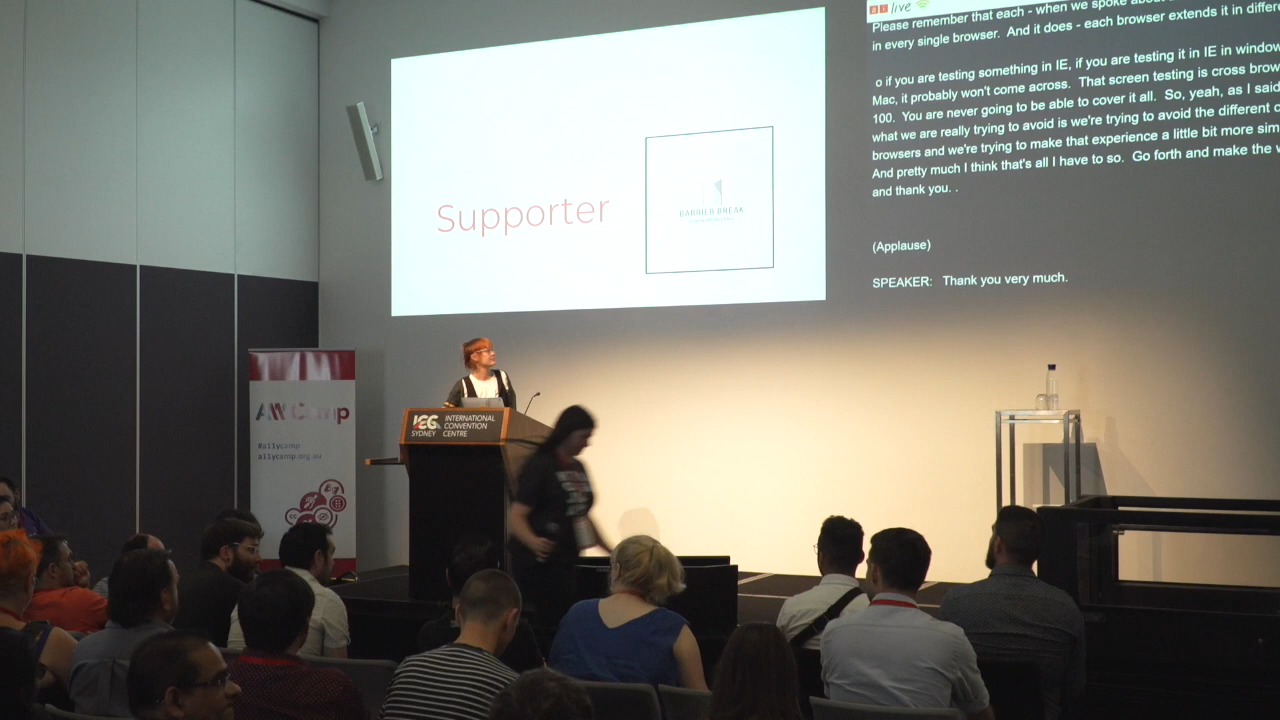 live
Please remember that each - when we spoke about
in every single browser. And it does - each browser extends it in
o if you are testing something in IE, if you are testing it in IE in
Mac, it probably won't come across. That screen testing is cross
100. You are never going to be able to cover it all. So, yeah, as I said
what we are really trying to avoid is we're trying to avoid the different
browsers and we're trying to make that experience a little bit more
And pretty much I think that's all I have to so. Go forth and make the
and thank you. .
(Applause)
SPEAKER: Thank you very much.
Supporter
BARRIER BREAK
A11Y Camp
#a11ycamp
a11ycamp.org.au
ICC
SYDNEY
INTERNATIONAL
CONVENTION
CENTRE